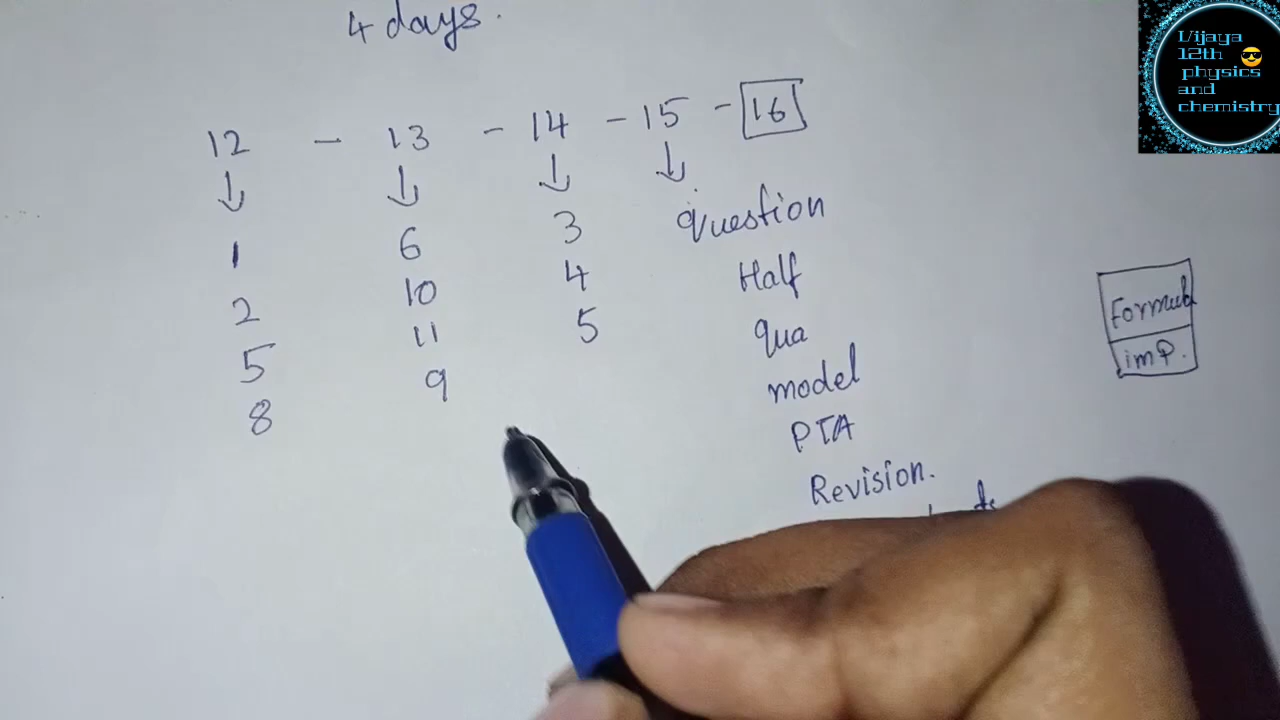 4 days.
12 - 13 - 14 - 15 - 16
1 6 3 question
2 10 4 Half
5 11 5 qua
8 9 model
PTA
Revision.
Formula
imp.
Vijaya
12th 😎
physics
and
chemistry